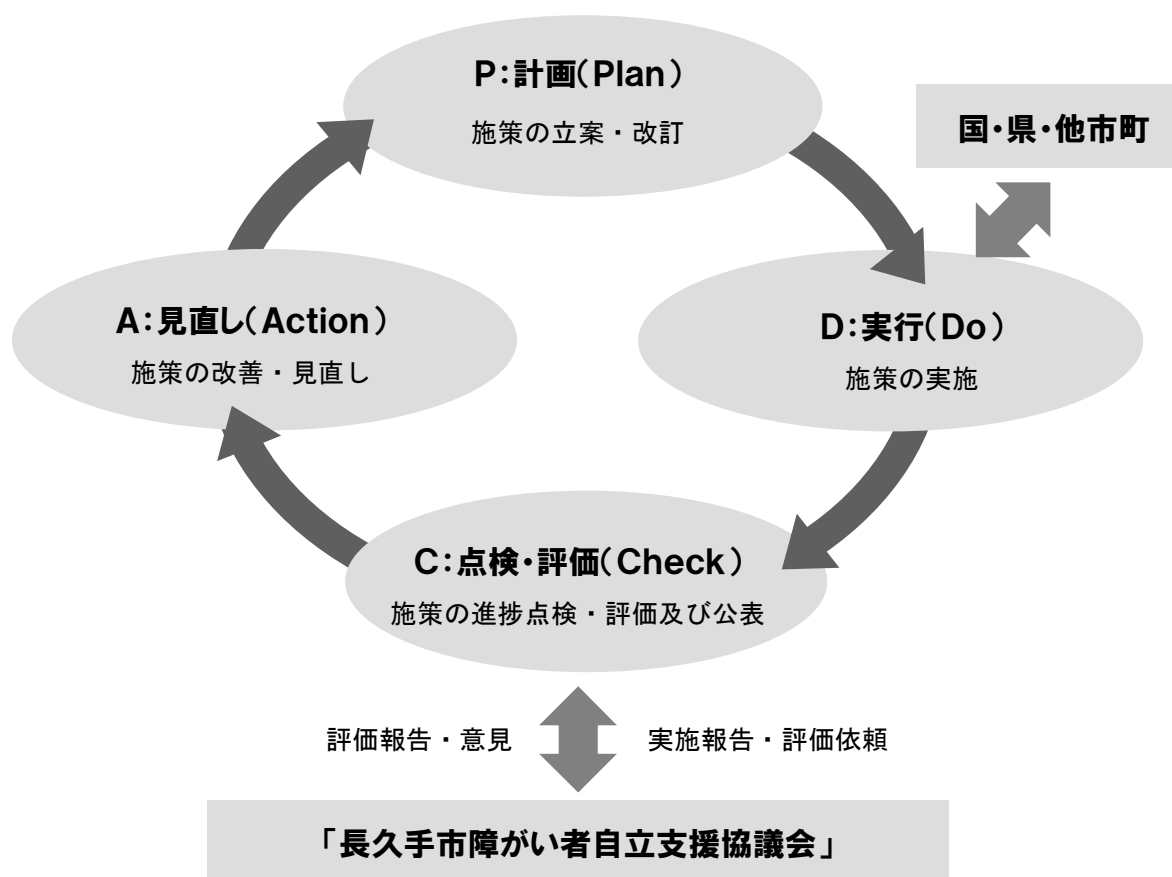 P:計画(Plan)
施策の立案・改訂
国・県・他市町
A:見直し(Action)
施策の改善・見直し
D:実行(Do)
施策の実施
C:点検・評価(Check)
施策の進捗点検・評価及び公表
評価報告・意見
実施報告・評価依頼
「長久手市障がい者自立支援協議会」